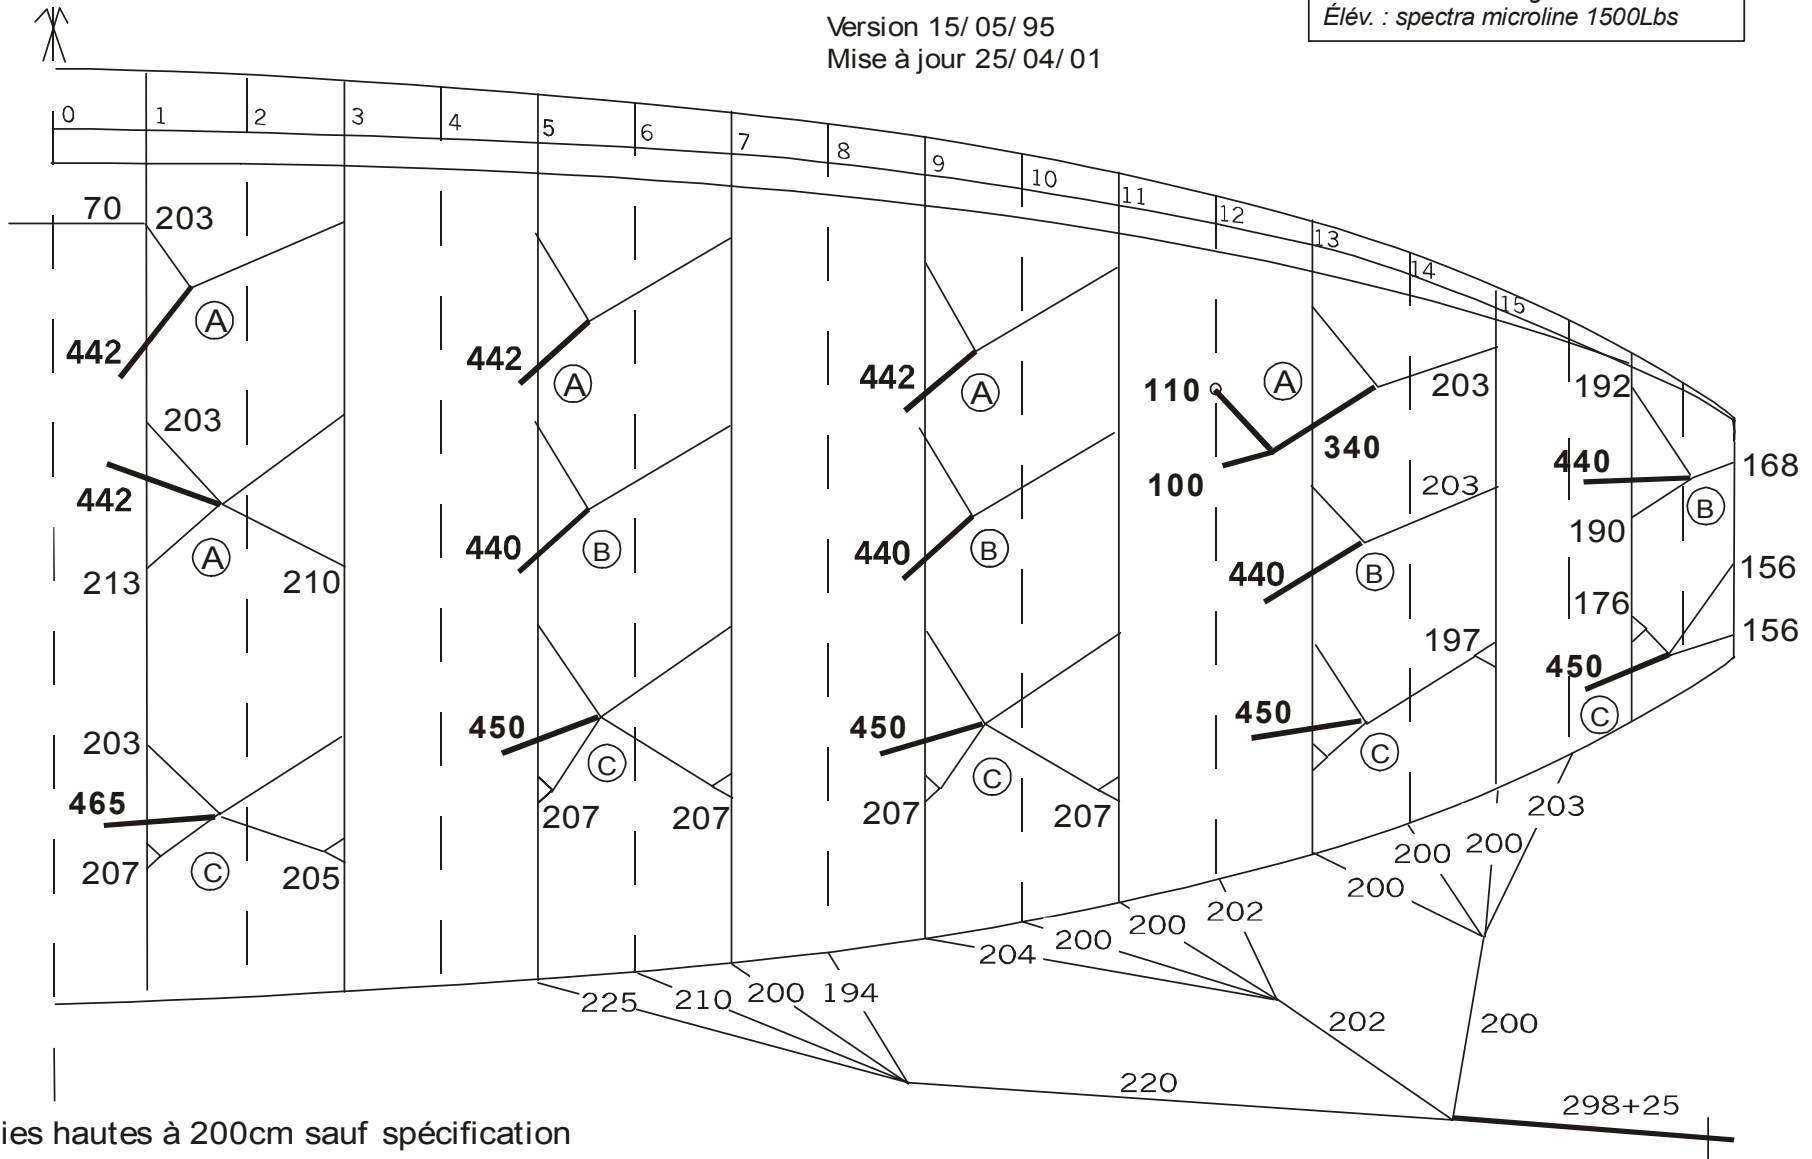 Élév. : spectra microline 1500Lbs
Version 15/05/95
Mise à jour 25/04/01
0 1 2 3 4 5 6 7 8 9 10 11 12 13 14 15
70 203
A A A A
442 442 442 110 340 203 192
100
203 203
442 440 440 440 440 168
A B B B B
213 210 190
156
176
197 156
203 450 450 450 450
465 C C C C
207 205 207 207 207 207
C
203
200 200
200
202
200
200
204
225 210 200 194
202 200
220
298+25
ies hautes à 200cm sauf spécification